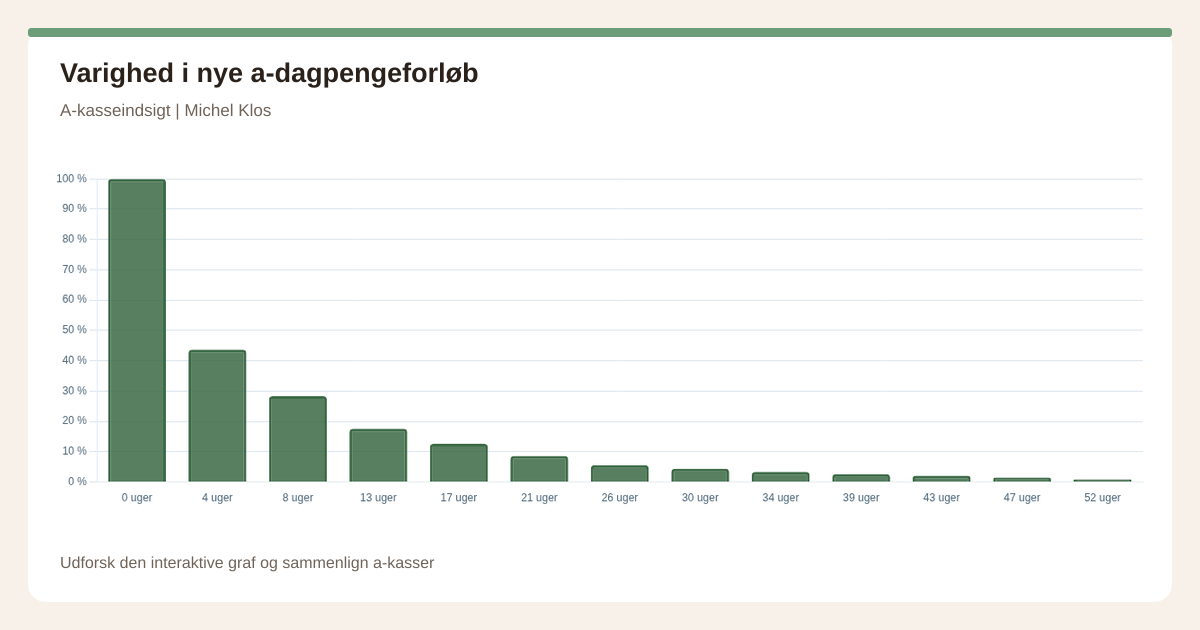 Varighed i nye a-dagpengeforløb
A-kasseindsigt | Michel Klos
100 %
90 %
80 %
70 %
60 %
50 %
40 %
30 %
20 %
10 %
0 %
0 uger 4 uger 8 uger 13 uger 17 uger 21 uger 26 uger 30 uger 34 uger 39 uger 43 uger 47 uger 52 uger
Udforsk den interaktive graf og sammenlign a-kasser